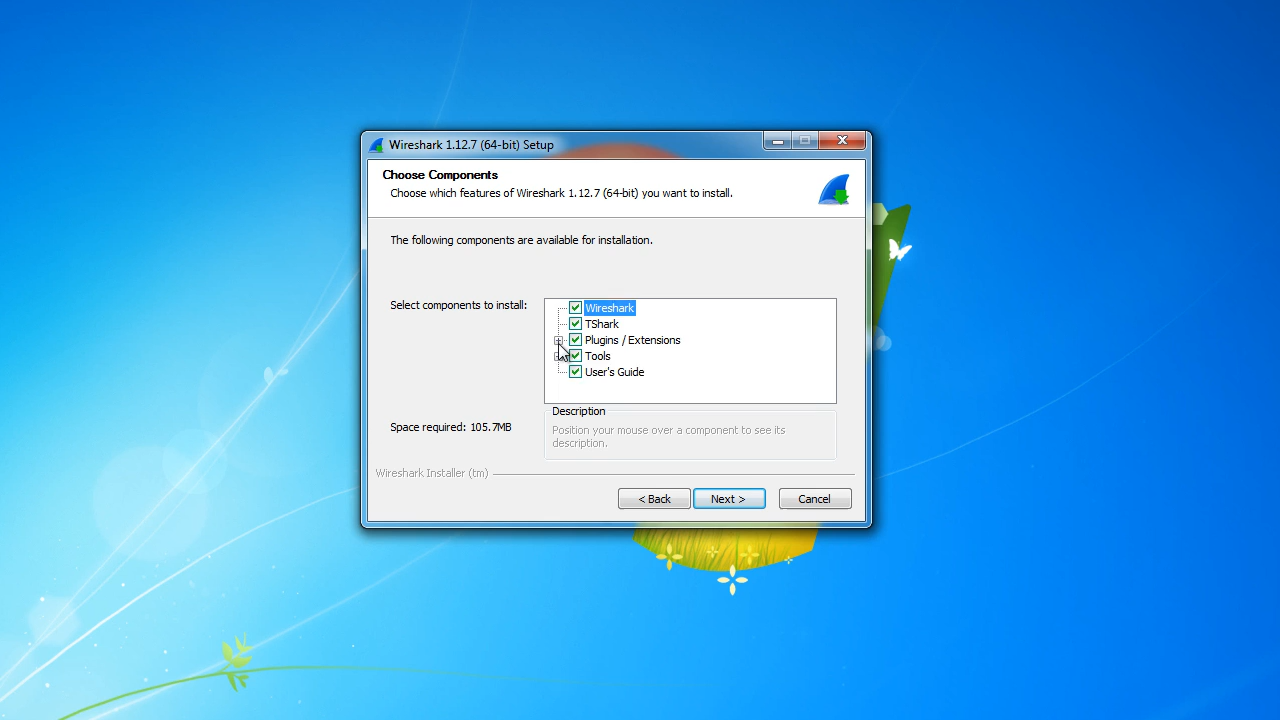 Wireshark 1.12.7 (64-bit) Setup
Choose Components
Choose which features of Wireshark 1.12.7 (64-bit) you want to install.
The following components are available for installation.
Select components to install:
Wireshark
TShark
Plugins / Extensions
Tools
User's Guide
Space required: 105.7MB
Description
Position your mouse over a component to see its
description.
Wireshark Installer (tm)
< Back
Next >
Cancel